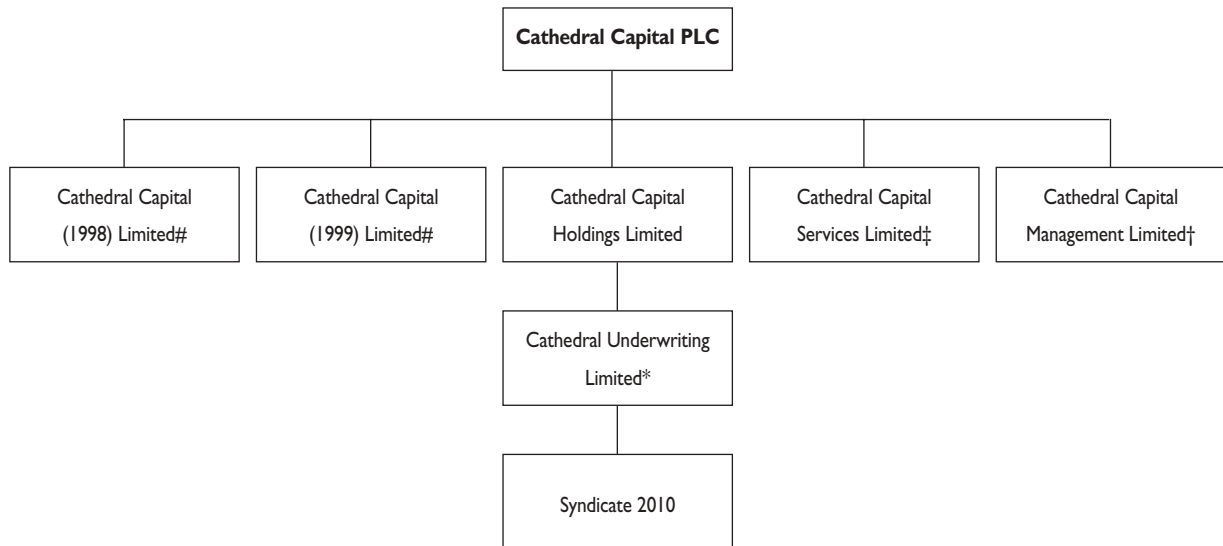 Cathedral Capital PLC
Cathedral Capital
(1998) Limited#
Cathedral Capital
(1999) Limited#
Cathedral Capital
Holdings Limited
Cathedral Capital
Services Limited‡
Cathedral Capital
Management Limited†
Cathedral Underwriting
Limited*
Syndicate 2010